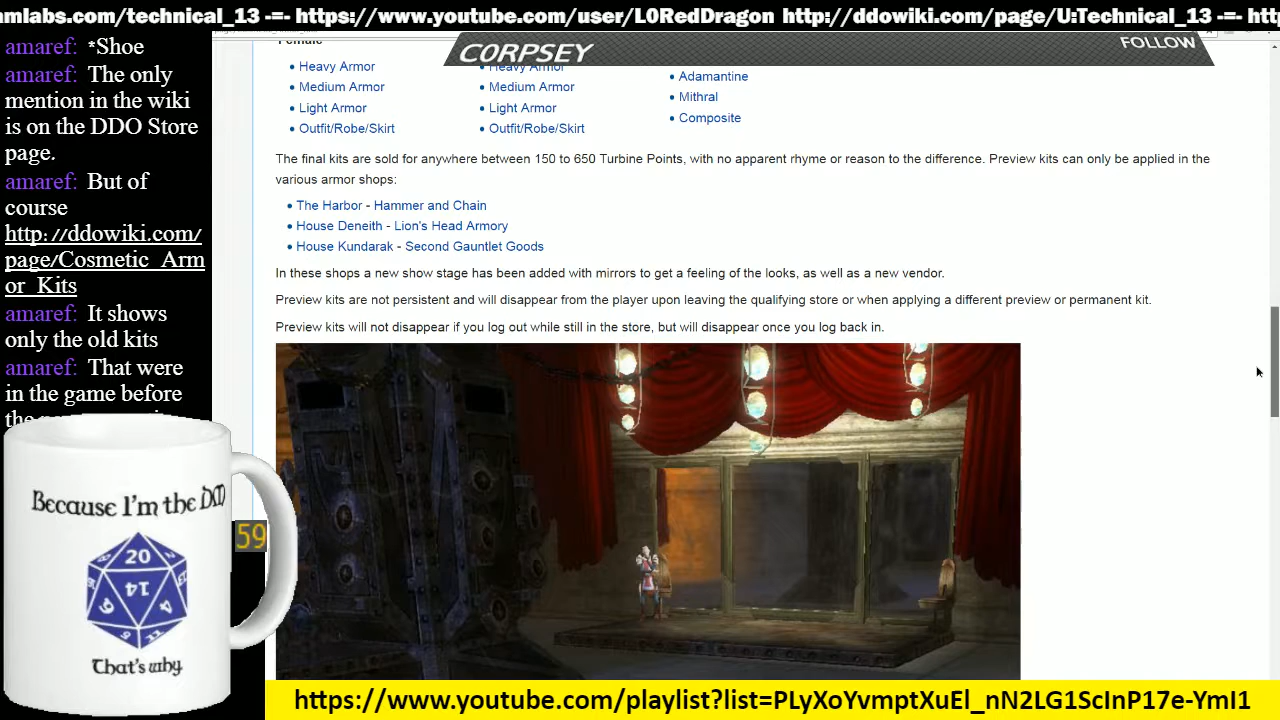 amlabs.com/technical_13 -=- https://www.youtube.com/user/L0RedDragon http://ddowiki.com/page/U:Technical_13 -=-
amaref: *Shoe
amaref: The only
mention in the wiki
is on the DDO Store
page.
amaref: But of
course
http://ddowiki.com/
page/Cosmetic_Arm
or_Kits
amaref: It shows
only the old kits
amaref: That were
in the game before
CORPSEY
FOLLOW
Female
• Heavy Armor
• Medium Armor
• Light Armor
• Outfit/Robe/Skirt
• Heavy Armor
• Medium Armor
• Light Armor
• Outfit/Robe/Skirt
• Adamantine
• Mithral
• Composite
The final kits are sold for anywhere between 150 to 650 Turbine Points, with no apparent rhyme or reason to the difference. Preview kits can only be applied in the
various armor shops:
• The Harbor - Hammer and Chain
• House Deneith - Lion's Head Armory
• House Kundarak - Second Gauntlet Goods
In these shops a new show stage has been added with mirrors to get a feeling of the looks, as well as a new vendor.
Preview kits are not persistent and will disappear from the player upon leaving the qualifying store or when applying a different preview or permanent kit.
Preview kits will not disappear if you log out while still in the store, but will disappear once you log back in.
Because I'm the DM
20
14
That's why.
59
https://www.youtube.com/playlist?list=PLyXoYvmptXuEl_nN2LG1ScInP17e-YmI1